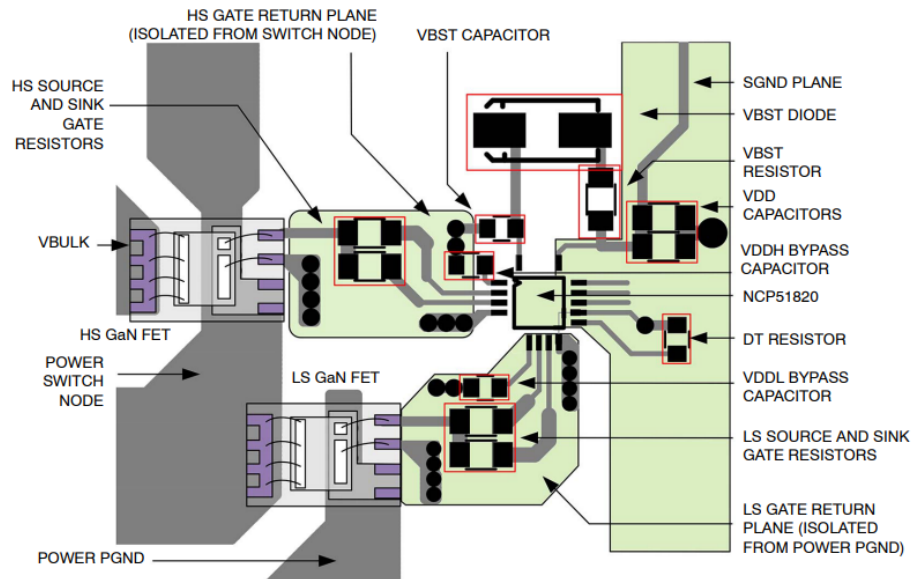 HS GATE RETURN PLANE
(ISOLATED FROM SWITCH NODE)
VBST CAPACITOR
HS SOURCE
AND SINK
GATE
RESISTORS
SGND PLANE
VBST DIODE
VBST
RESISTOR
VDD
CAPACITORS
VBULK
VDDH BYPASS
CAPACITOR
NCP51820
HS GaN FET
DT RESISTOR
POWER
SWITCH
NODE
LS GaN FET
VDDL BYPASS
CAPACITOR
LS SOURCE AND SINK
GATE RESISTORS
LS GATE RETURN
PLANE (ISOLATED
FROM POWER PGND)
POWER PGND